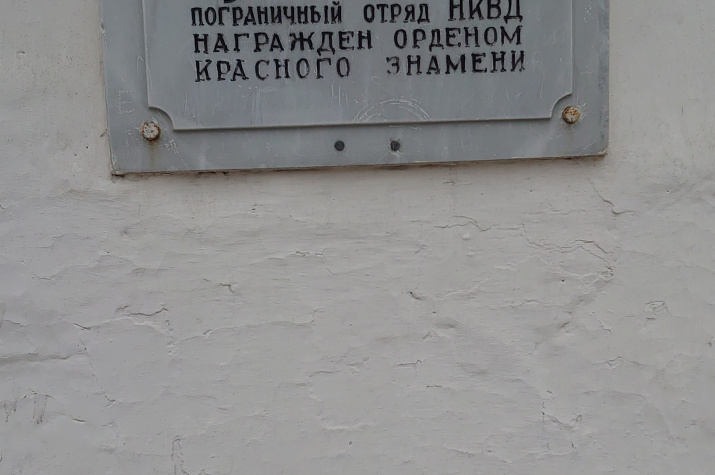 ПОГРАНИЧНЫЙ ОТРЯД НКВД
НАГРАЖДЕН ОРДЕНОМ
КРАСНОГО ЗНАМЕНИ